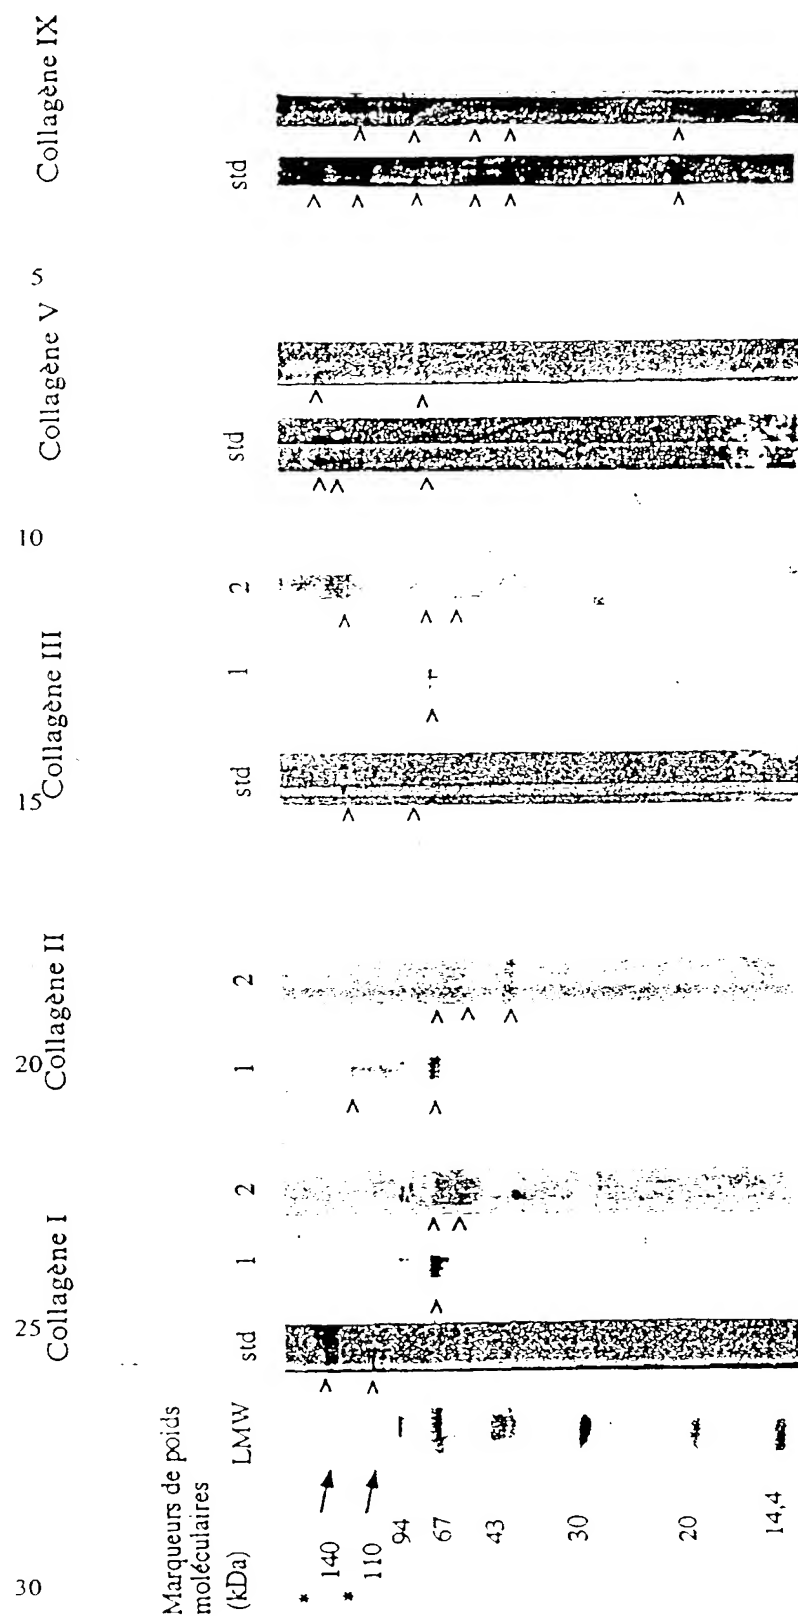 Collagène IX
std
5
Collagène V
std
10
Collagène III
2
1
std
15
Collagène II
2
1
20
Collagène I
2
1
std
25
Marqueurs de poids
moléculaires
(kDa)
LMW
* 140
* 110
94
67
43
30
20
14,4
30